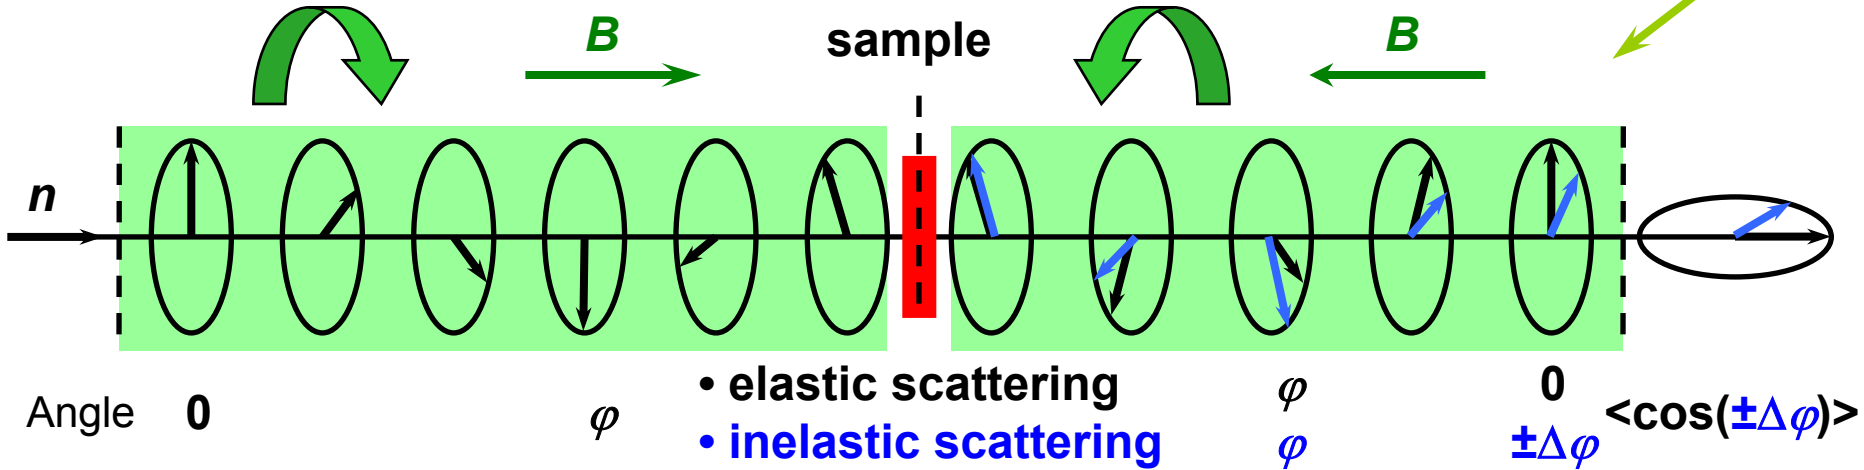 B sample B
n
• elastic scattering φ 0
Angle 0 φ <cos(±Δφ)>
• inelastic scattering φ ±Δφ